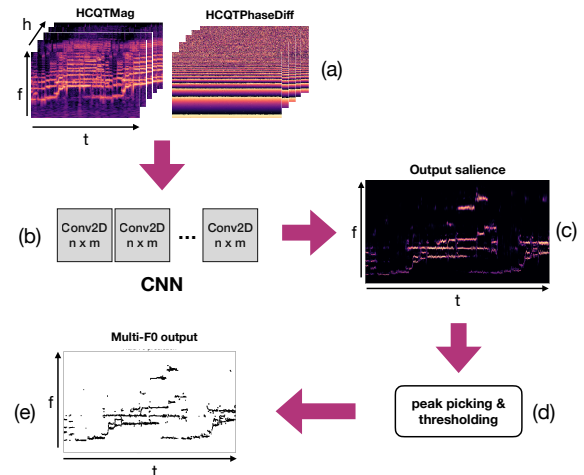 HCQTMag
HCQTPhaseDiff
h
f
t
(a)
(b)
Conv2D
n x m
Conv2D
n x m
...
Conv2D
n x m
CNN
Output salience
f
t
(c)
peak picking &
thresholding
(d)
Multi-F0 output
(e)
f
t